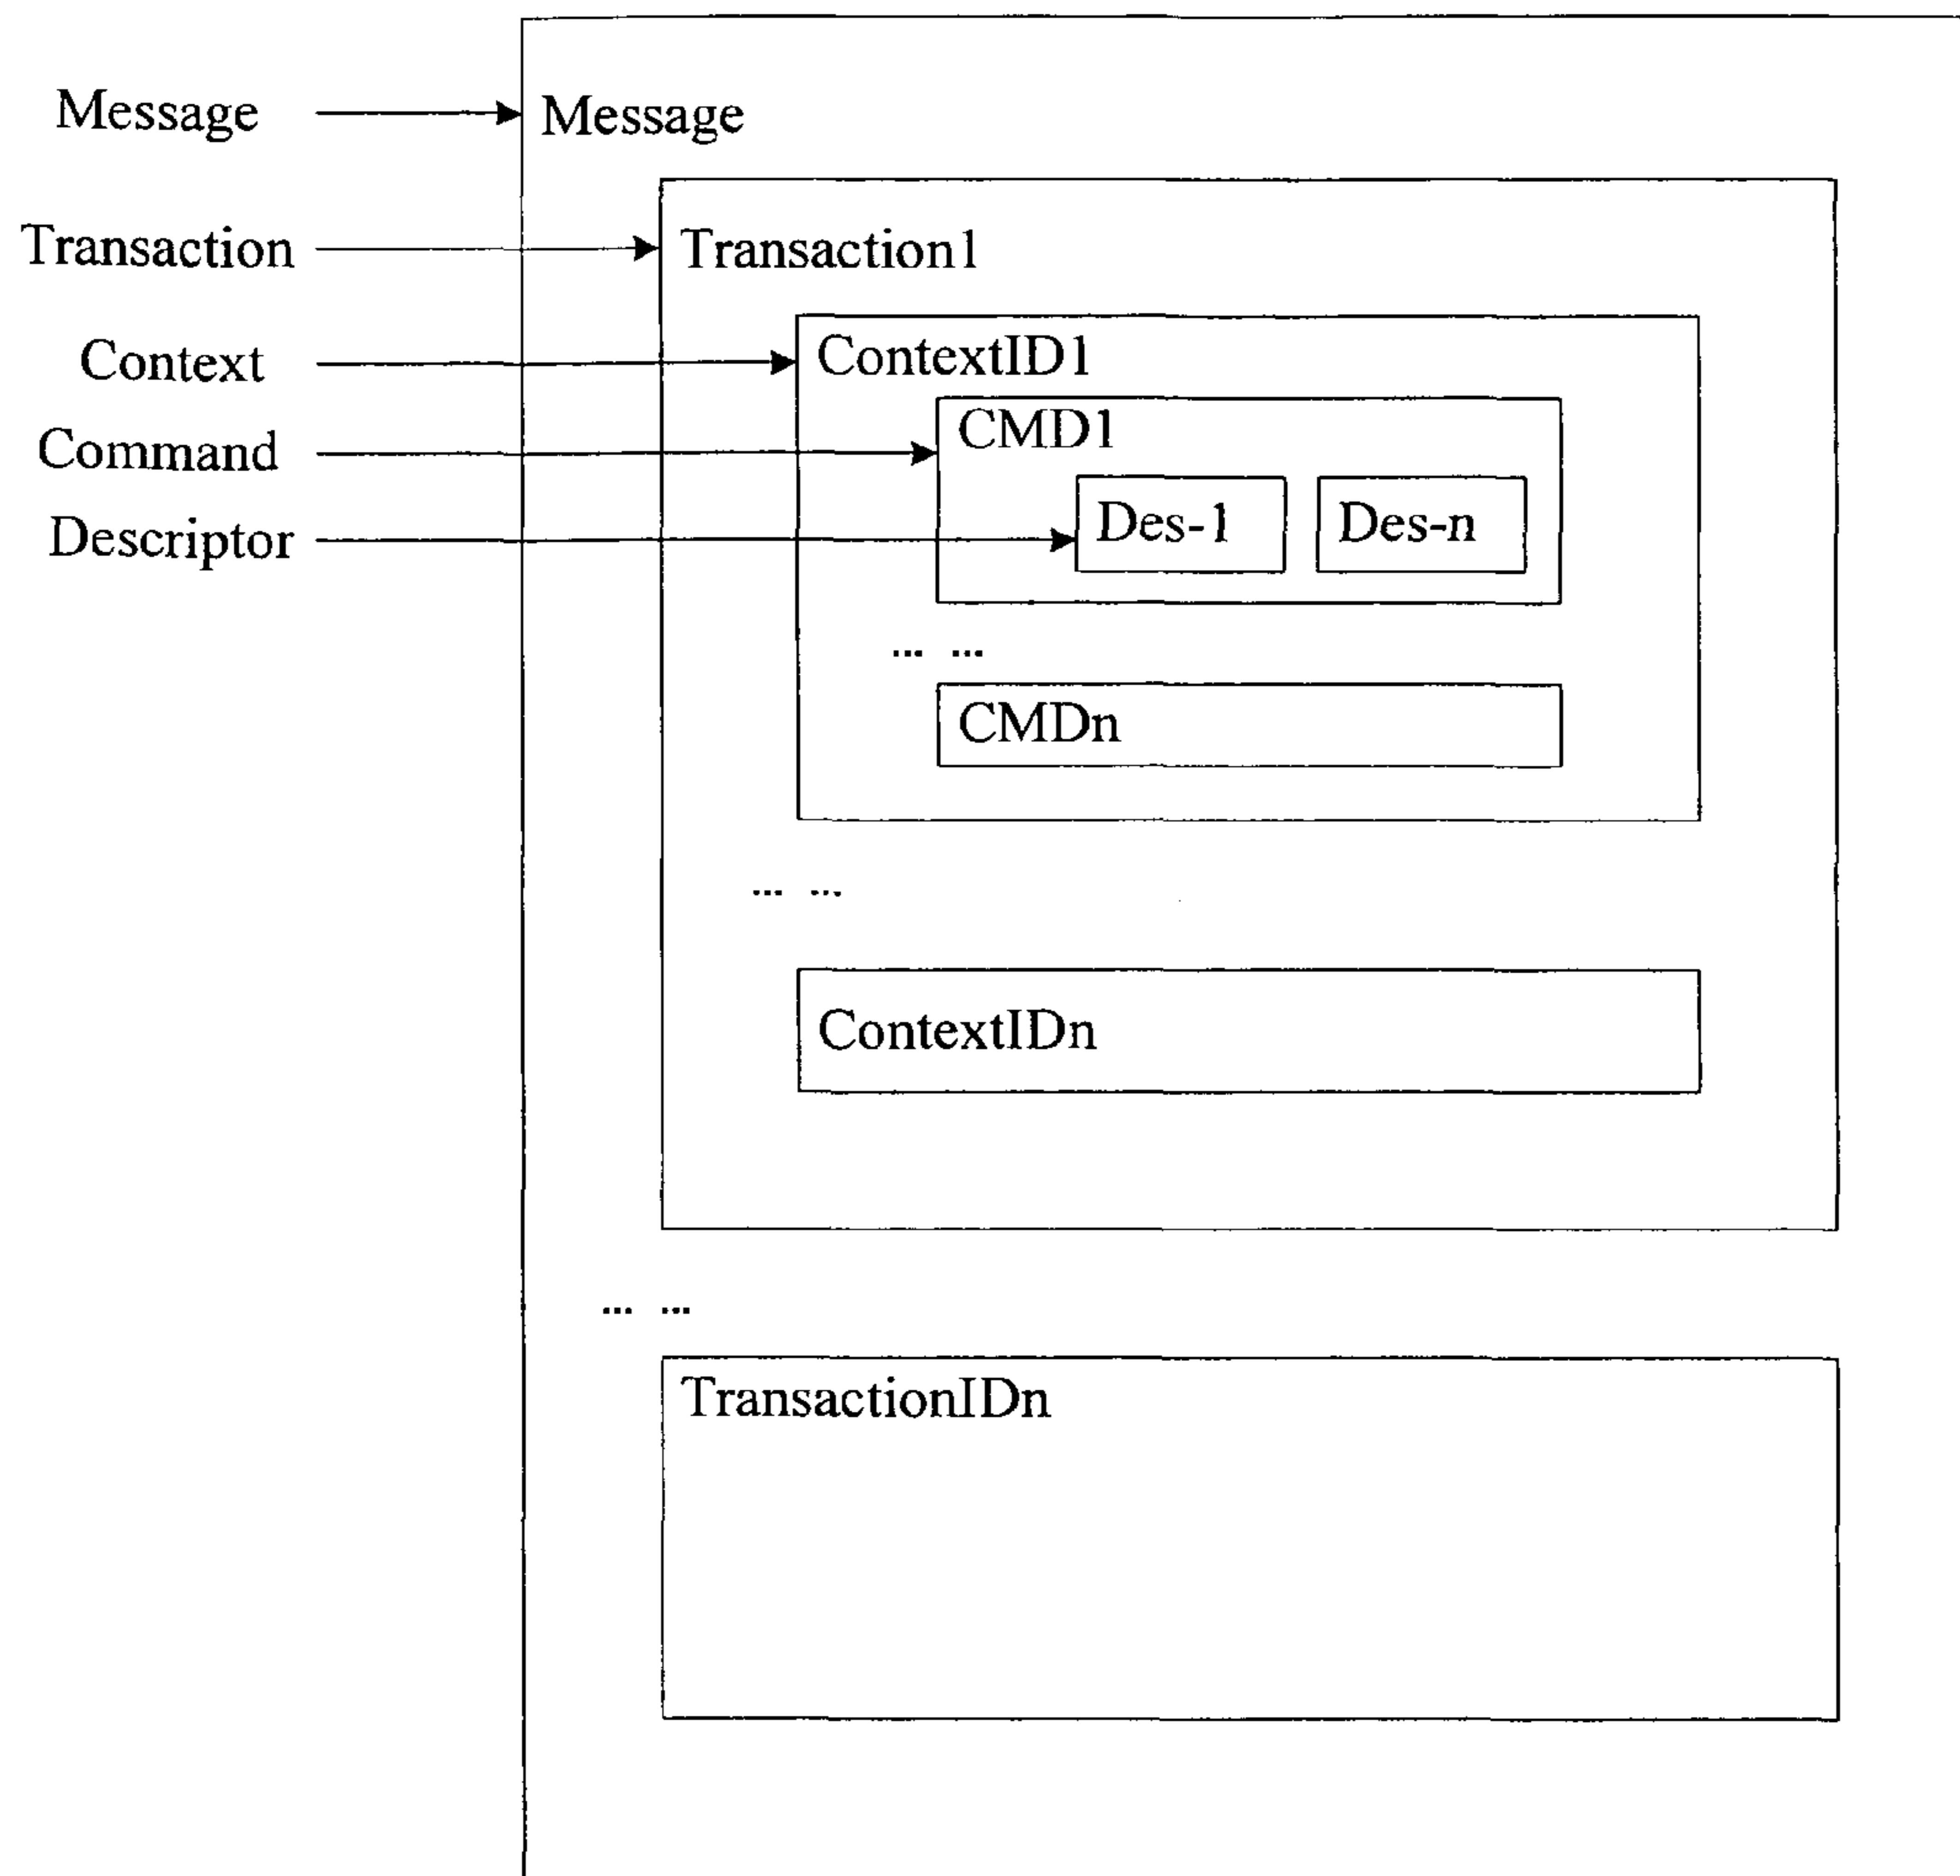 Message Message
Transaction Transaction1
Context ContextID1
Command CMD1
Descriptor Des-1 Des-n
... ...
CMDn
... ...
ContextIDn
... ...
TransactionIDn